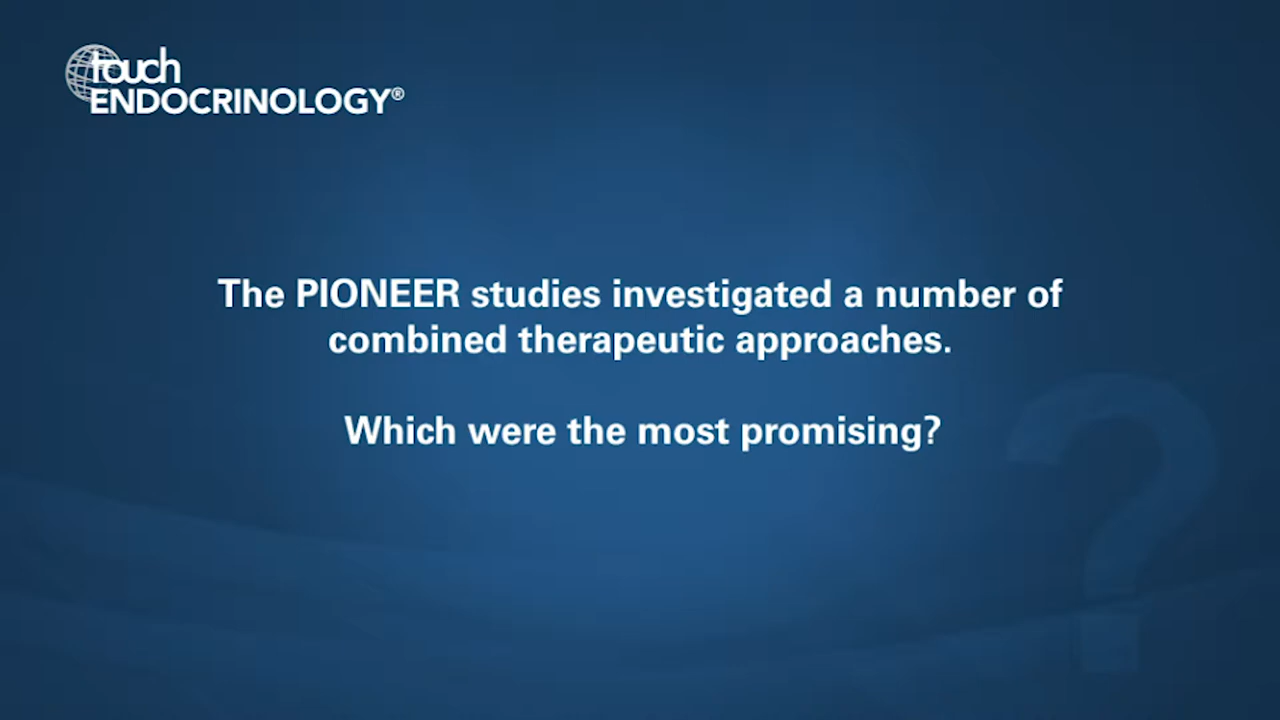 touch
ENDOCRINOLOGY®
The PIONEER studies investigated a number of
combined therapeutic approaches.
Which were the most promising?
?